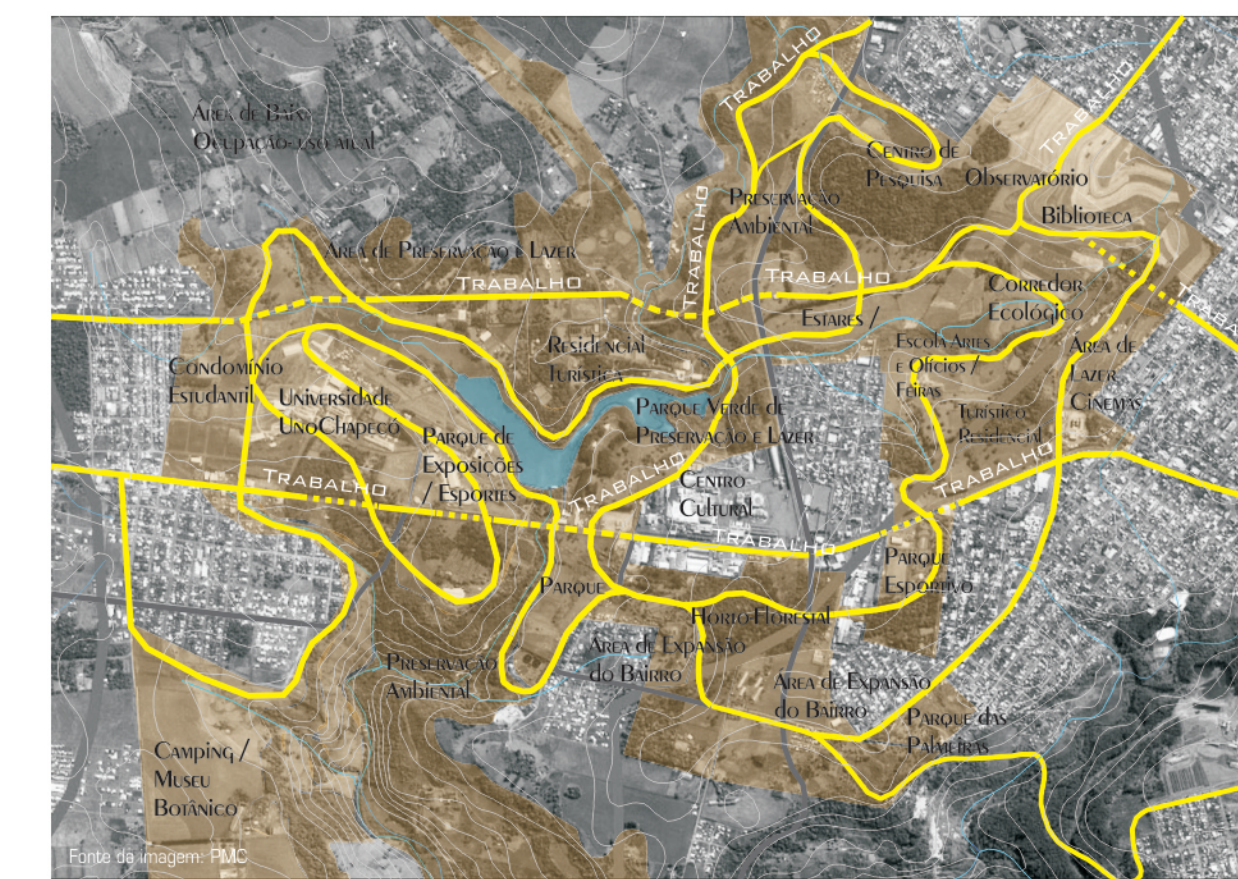 Trabalho
Trabalho
Área de Baixa
Ocupação-uso atual
Centro de
Pesquisa
Observatório
Preservação
Ambiental
Biblioteca
Trabalho
Área de Preservação e Lazer
Trabalho
Trabalho
Corredor
Ecológico
Estares /
Escola Artes
e Ofícios /
Feiras
Área de
Lazer
Cinemas
Residencial
Turística
Condomínio
Estudantil
Universidade
UnoChapecó
Parque Verde de
Preservação e Lazer
Turístico
Residencial
Parque de
Exposições
/ Esportes
Centro
Cultural
Trabalho
Trabalho
Trabalho
Trabalho
Parque
Parque
Esportivo
Horto Florestal
Área de Expansão
do Bairro
Preservação
Ambiental
Área de Expansão
do Bairro
Parque das
Palmeiras
Camping /
Museu
Botânico
Fonte da imagem: PMC